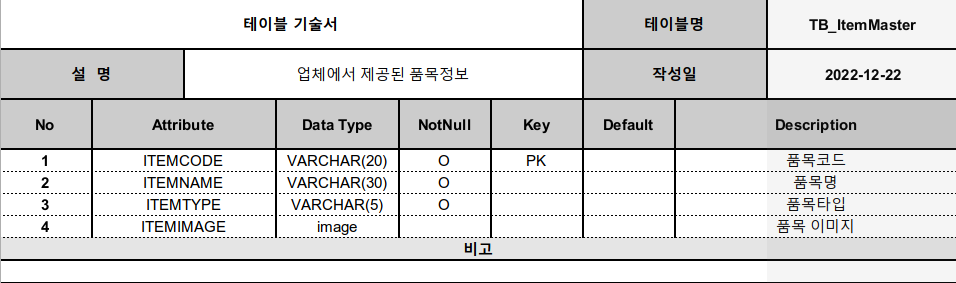 테이블 기술서 테이블명 TB_ItemMaster
설 명 업체에서 제공된 품목정보 작성일 2022-12-22
No Attribute Data Type NotNull Key Default Description
1 ITEMCODE VARCHAR(20) O PK 품목코드
2 ITEMNAME VARCHAR(30) O 품목명
3 ITEMTYPE VARCHAR(5) O 품목타입
4 ITEMIMAGE image 품목 이미지
비고